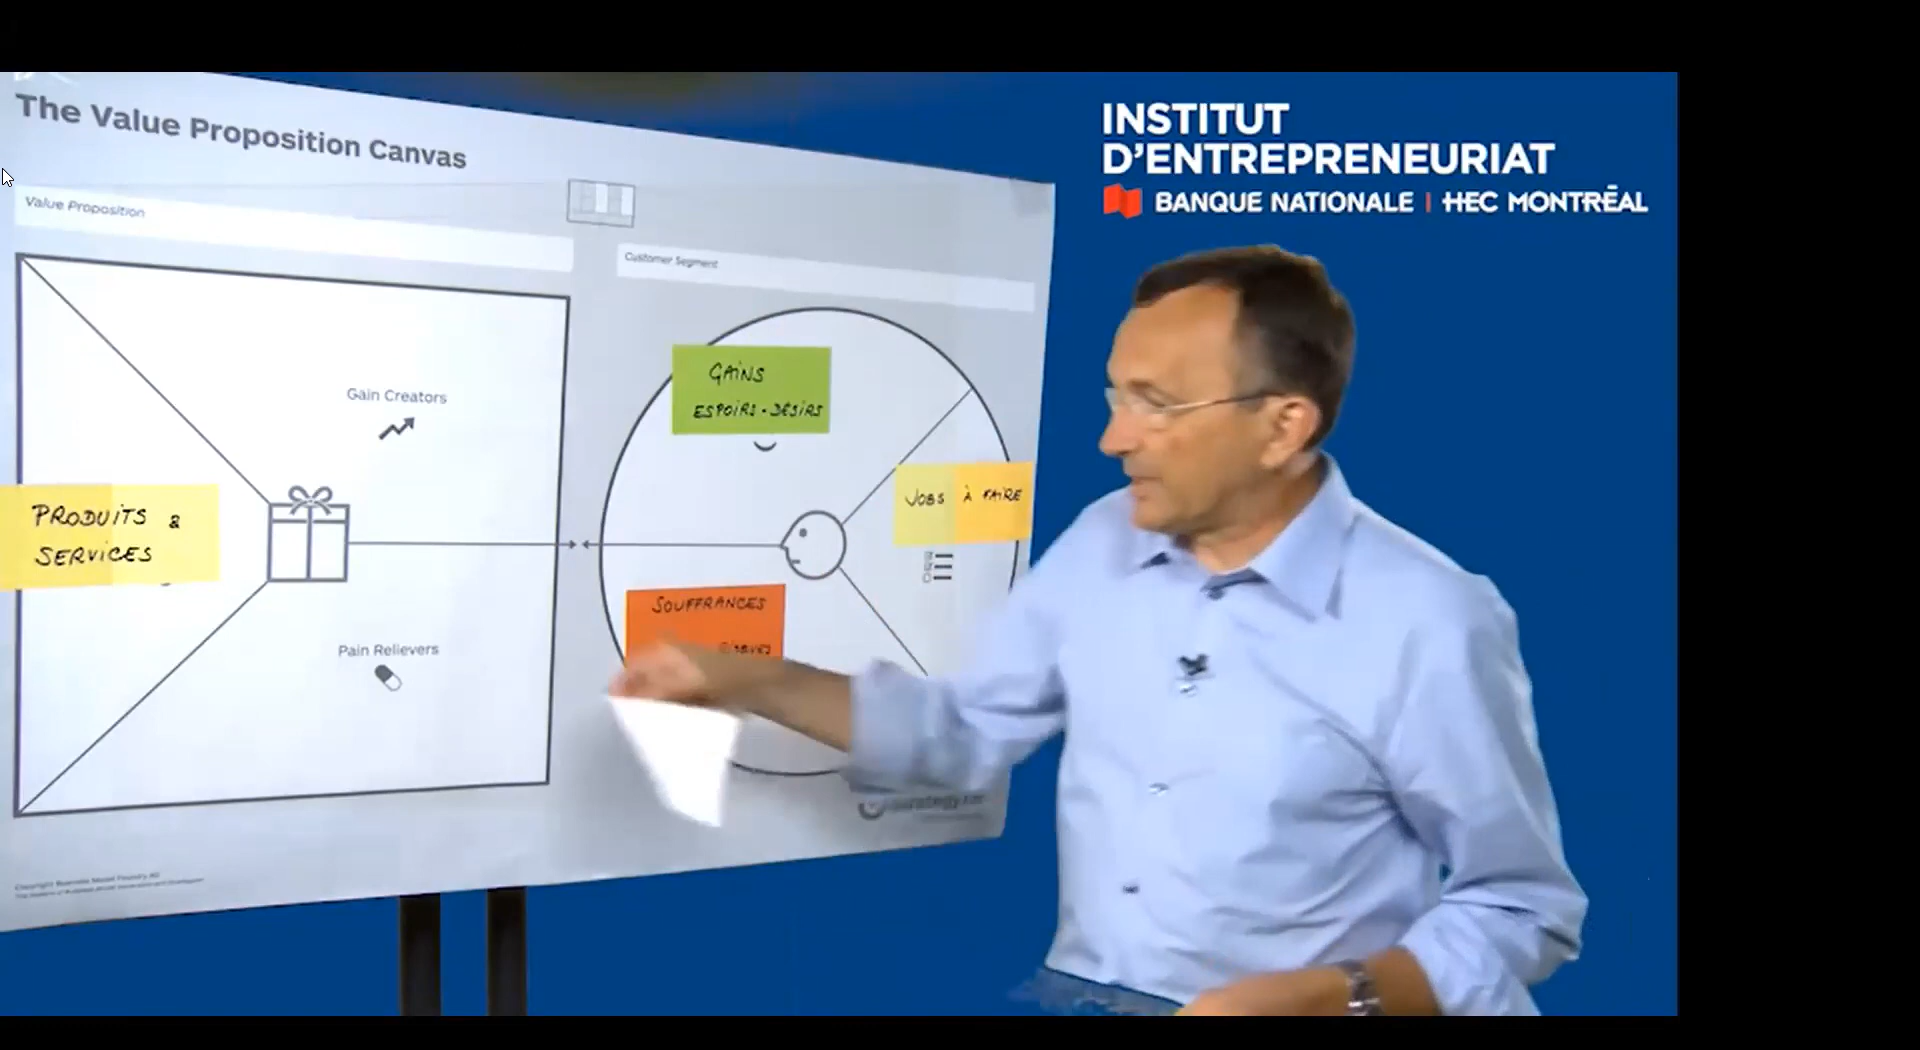 The Value Proposition Canvas
Value Proposition
Gain Creators
PRODUITS &
SERVICES
Pain Relievers
Customer Segment
GAINS
ESPOIRS - DÉSIRS
JOBS À FAIRE
SOUFFRANCES
INSTITUT
D'ENTREPRENEURIAT
BANQUE NATIONALE | HEC MONTRÉAL